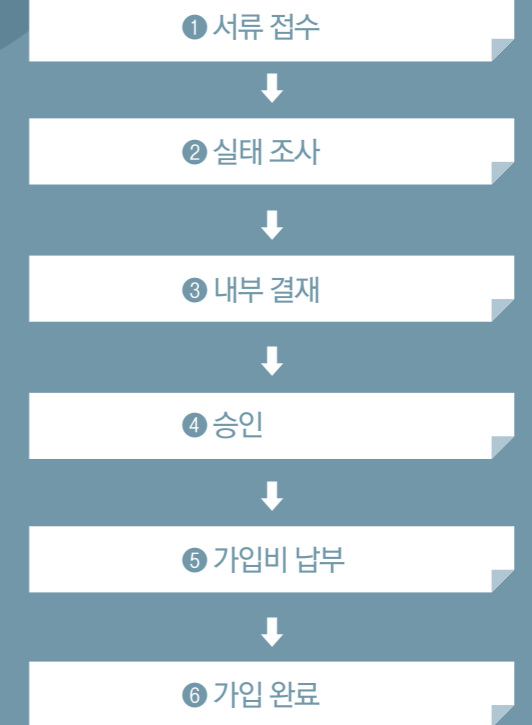 ❶ 서류 접수
❷ 실태 조사
❸ 내부 결재
❹ 승인
❺ 가입비 납부
❻ 가입 완료